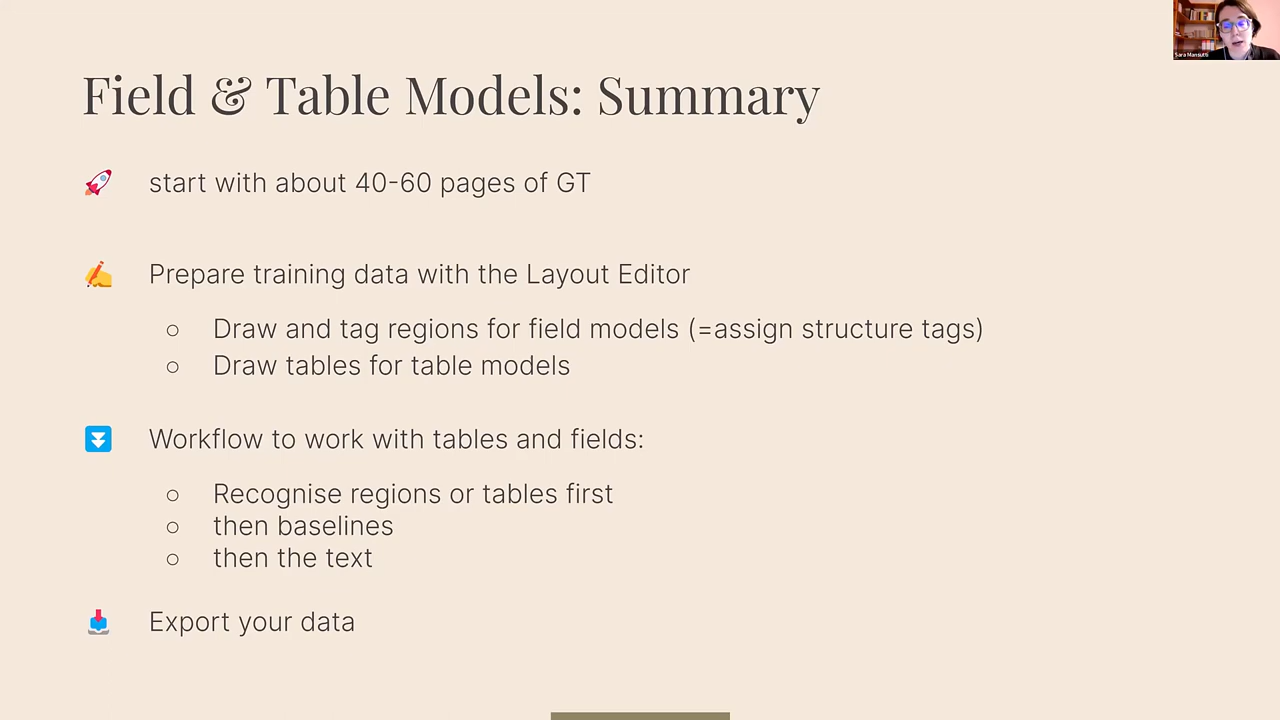 Sara Mansutti
Field & Table Models: Summary
start with about 40-60 pages of GT
Prepare training data with the Layout Editor
○ Draw and tag regions for field models (=assign structure tags)
○ Draw tables for table models
Workflow to work with tables and fields:
○ Recognise regions or tables first
○ then baselines
○ then the text
Export your data